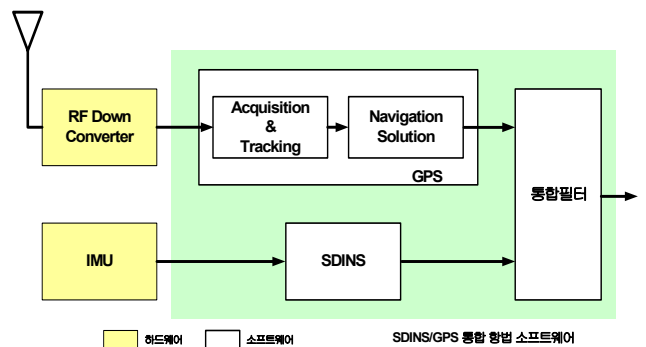 RF Down
Converter
Acquisition
&
Tracking
Navigation
Solution
GPS
통합필터
IMU
SDINS
하드웨어
소프트웨어
SDINS/GPS 통합 항법 소프트웨어